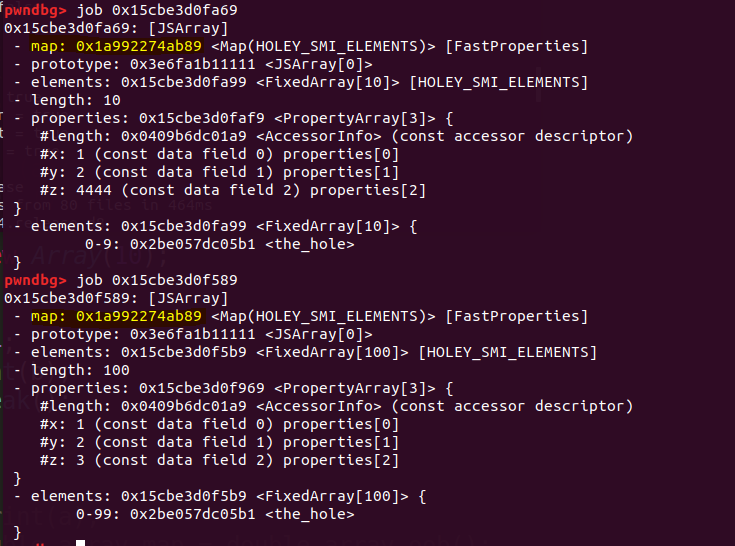 pwndbg> job 0x15cbe3d0fa69
0x15cbe3d0fa69: [JSArray]
- map: 0x1a992274ab89 <Map(HOLEY_SMI_ELEMENTS)> [FastProperties]
- prototype: 0x3e6fa1b11111 <JSArray[0]>
- elements: 0x15cbe3d0fa99 <FixedArray[10]> [HOLEY_SMI_ELEMENTS]
- length: 10
- properties: 0x15cbe3d0faf9 <PropertyArray[3]> {
#length: 0x0409b6dc01a9 <AccessorInfo> (const accessor descriptor)
#x: 1 (const data field 0) properties[0]
#y: 2 (const data field 1) properties[1]
#z: 4444 (const data field 2) properties[2]
}
- elements: 0x15cbe3d0fa99 <FixedArray[10]> {
0-9: 0x2be057dc05b1 <the_hole>
}
pwndbg> job 0x15cbe3d0f589
0x15cbe3d0f589: [JSArray]
- map: 0x1a992274ab89 <Map(HOLEY_SMI_ELEMENTS)> [FastProperties]
- prototype: 0x3e6fa1b11111 <JSArray[0]>
- elements: 0x15cbe3d0f5b9 <FixedArray[100]> [HOLEY_SMI_ELEMENTS]
- length: 100
- properties: 0x15cbe3d0f969 <PropertyArray[3]> {
#length: 0x0409b6dc01a9 <AccessorInfo> (const accessor descriptor)
#x: 1 (const data field 0) properties[0]
#y: 2 (const data field 1) properties[1]
#z: 3 (const data field 2) properties[2]
}
- elements: 0x15cbe3d0f5b9 <FixedArray[100]> {
0-99: 0x2be057dc05b1 <the_hole>
}